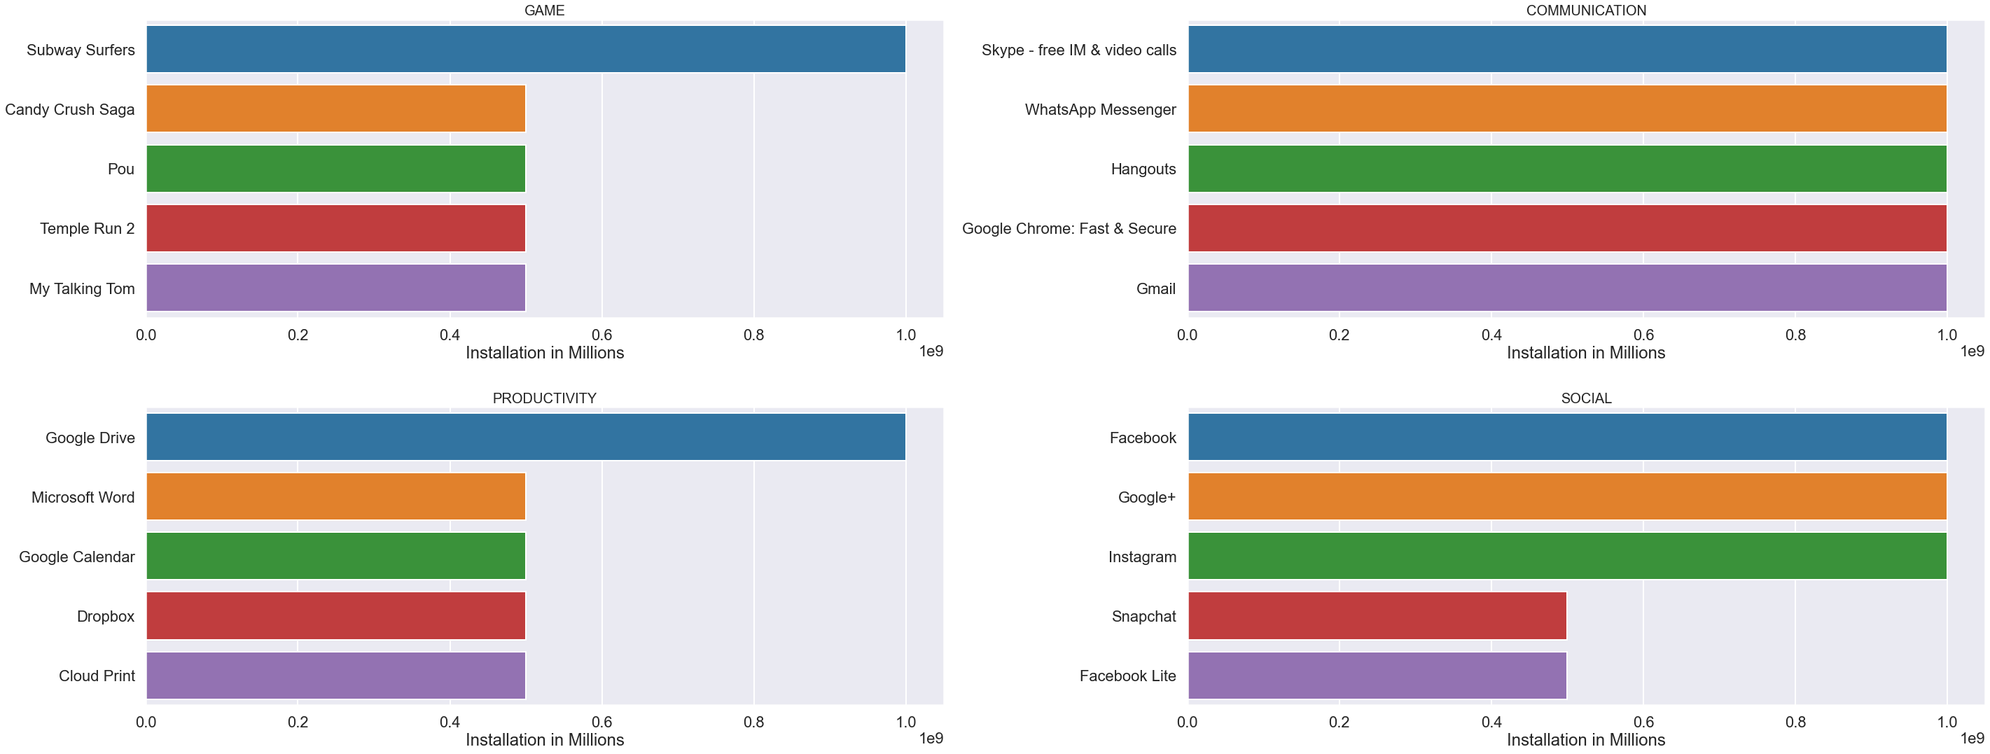 GAME
Subway Surfers
Candy Crush Saga
Pou
Temple Run 2
My Talking Tom
0.0 0.2 0.4 0.6 0.8 1.0
1e9
Installation in Millions
COMMUNICATION
Skype - free IM & video calls
WhatsApp Messenger
Hangouts
Google Chrome: Fast & Secure
Gmail
0.0 0.2 0.4 0.6 0.8 1.0
1e9
Installation in Millions
PRODUCTIVITY
Google Drive
Microsoft Word
Google Calendar
Dropbox
Cloud Print
0.0 0.2 0.4 0.6 0.8 1.0
1e9
Installation in Millions
SOCIAL
Facebook
Google+
Instagram
Snapchat
Facebook Lite
0.0 0.2 0.4 0.6 0.8 1.0
1e9
Installation in Millions